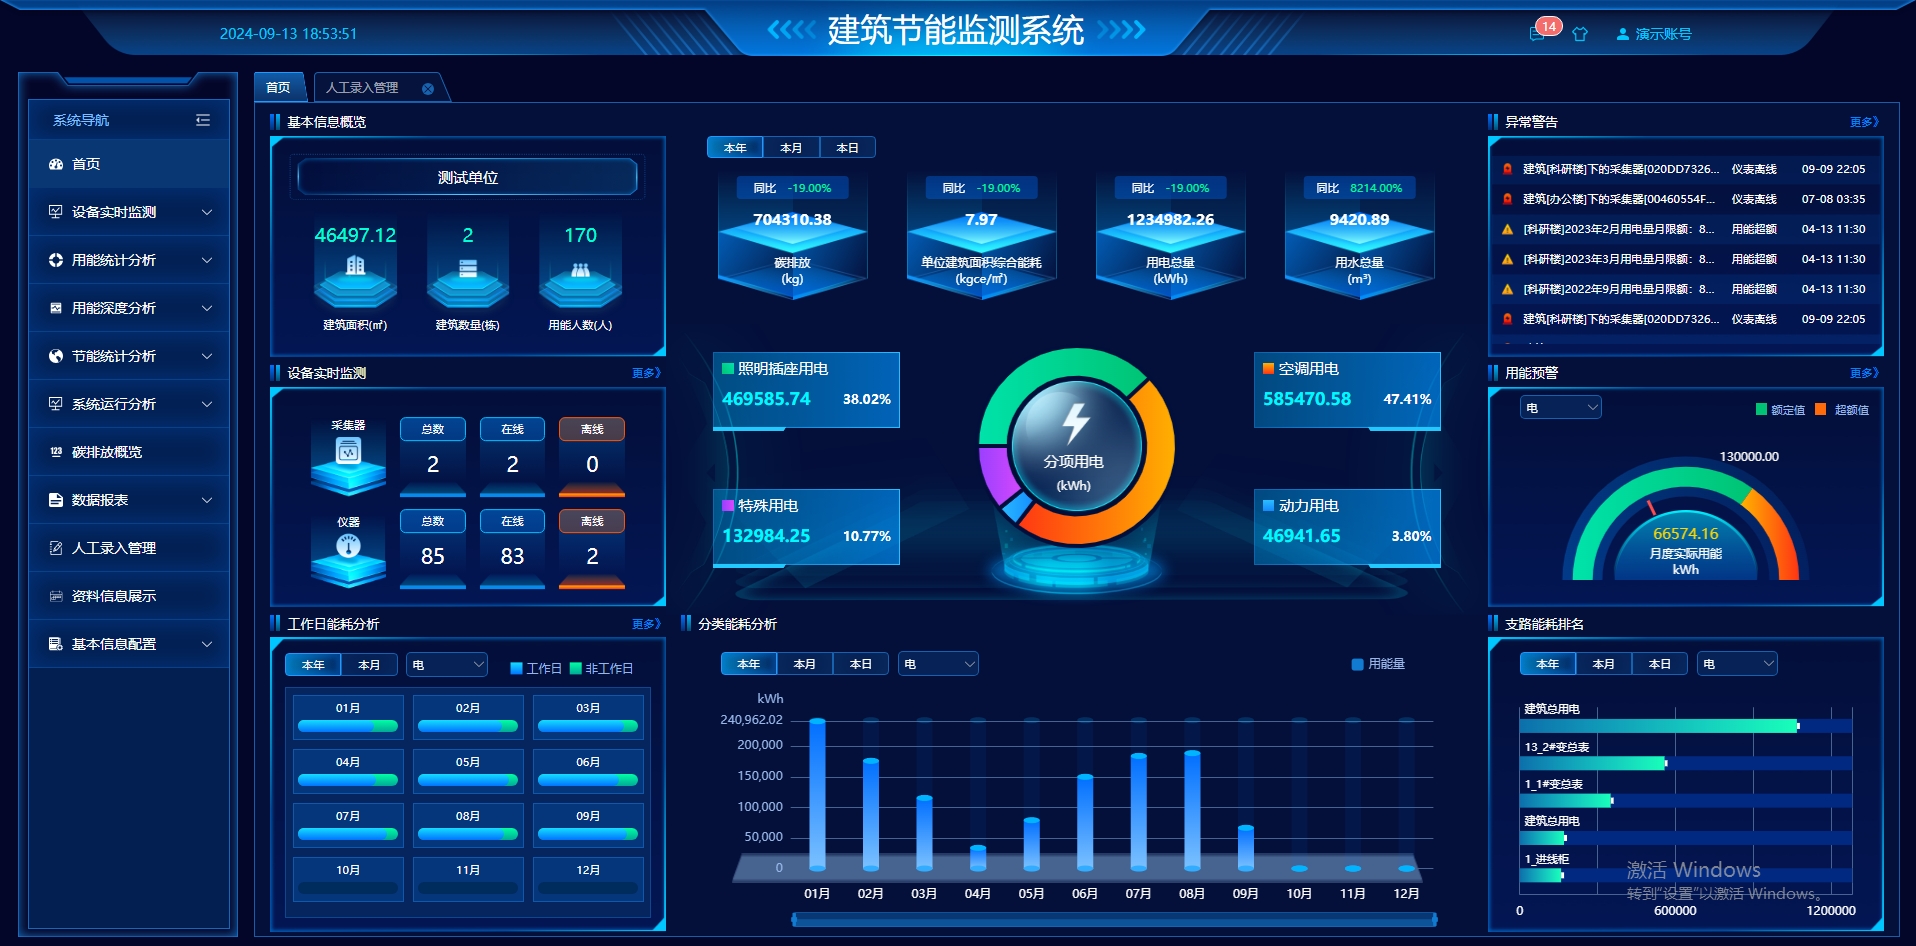 2024-09-13 18:53:51
建筑节能监测系统
14
演示账号
系统导航
首页
设备实时监测
用能统计分析
用能深度分析
节能统计分析
系统运行分析
碳排放概览
数据报表
人工录入管理
资料信息展示
基本信息配置
首页
人工录入管理
基本信息概览
测试单位
46497.12
2
170
建筑面积(㎡)
建筑数量(栋)
用能人数(人)
设备实时监测
更多》
采集器
总数
在线
离线
2
2
0
仪器
总数
在线
离线
85
83
2
工作日能耗分析
更多》
本年
本月
电
工作日
非工作日
01月
02月
03月
04月
05月
06月
07月
08月
09月
10月
11月
12月
本年
本月
本日
同比 -19.00%
704310.38
碳排放
(kg)
同比 -19.00%
7.97
单位建筑面积综合能耗
(kgce/㎡)
同比 -19.00%
1234982.26
用电总量
(kWh)
同比 8214.00%
9420.89
用水总量
(m³)
照明插座用电
469585.74
38.02%
空调用电
585470.58
47.41%
分项用电
(kWh)
特殊用电
132984.25
10.77%
动力用电
46941.65
3.80%
分类能耗分析
本年
本月
本日
电
用能量
kWh
240,962.02
200,000
150,000
100,000
50,000
0
01月
02月
03月
04月
05月
06月
07月
08月
09月
10月
11月
12月
异常警告
更多》
建筑[科研楼]下的采集器[020DD7326... 仪表离线 09-09 22:05
建筑[办公楼]下的采集器[00460554F... 仪表离线 07-08 03:35
[科研楼]2023年2月用电量月限额：8... 用能超额 04-13 11:30
[科研楼]2023年3月用电量月限额：8... 用能超额 04-13 11:30
[科研楼]2022年9月用电量月限额：8... 用能超额 04-13 11:30
建筑[科研楼]下的采集器[020DD7326... 仪表离线 09-09 22:05
用能预警
更多》
电
额定值
超额值
130000.00
66574.16
月度实际用能
kWh
支路能耗排名
本年
本月
本日
电
建筑总用电
13_2#变总表
1_1#变总表
建筑总用电
1_进线柜
0
600000
1200000
激活 Windows
转到"设置"以激活 Windows。